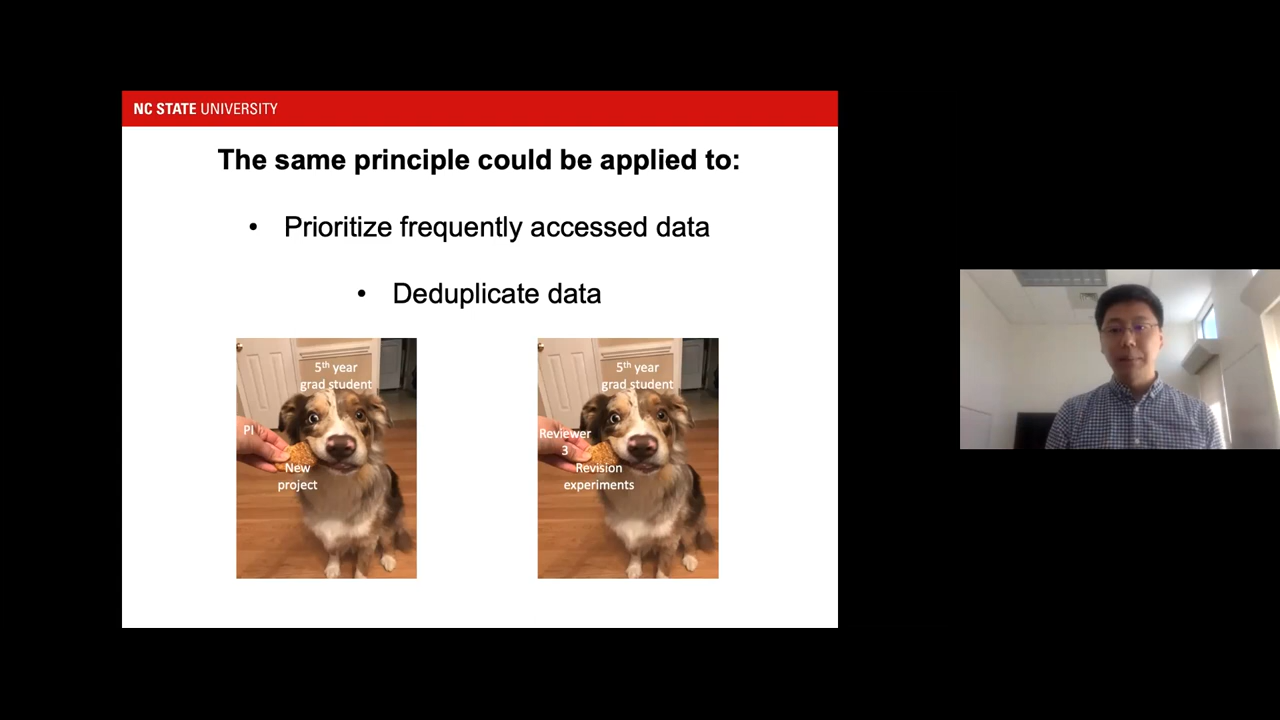 NC STATE UNIVERSITY
The same principle could be applied to:
• Prioritize frequently accessed data
• Deduplicate data
5th year
grad student
PI
New
project
5th year
grad student
Reviewer
3
Revision
experiments